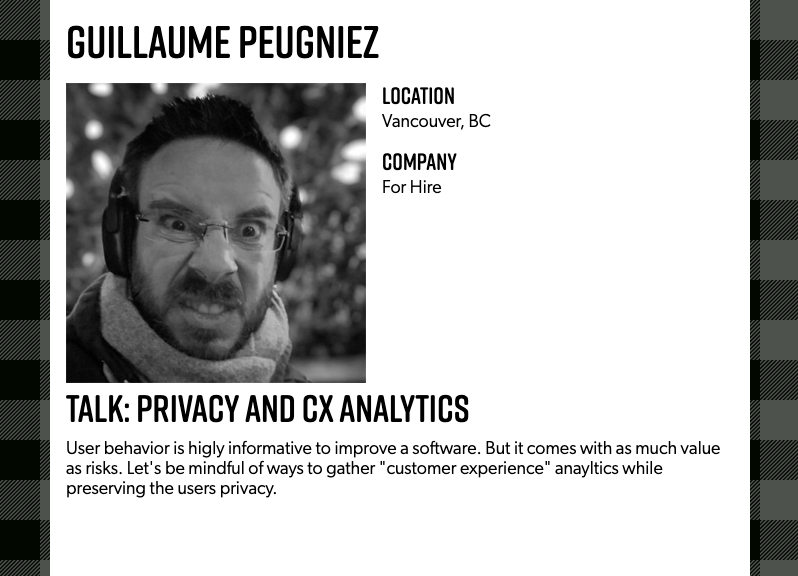 GUILLAUME PEUGNIEZ
LOCATION
Vancouver, BC
COMPANY
For Hire
TALK: PRIVACY AND CX ANALYTICS
User behavior is higly informative to improve a software. But it comes with as much value
as risks. Let's be mindful of ways to gather "customer experience" anayltics while
preserving the users privacy.